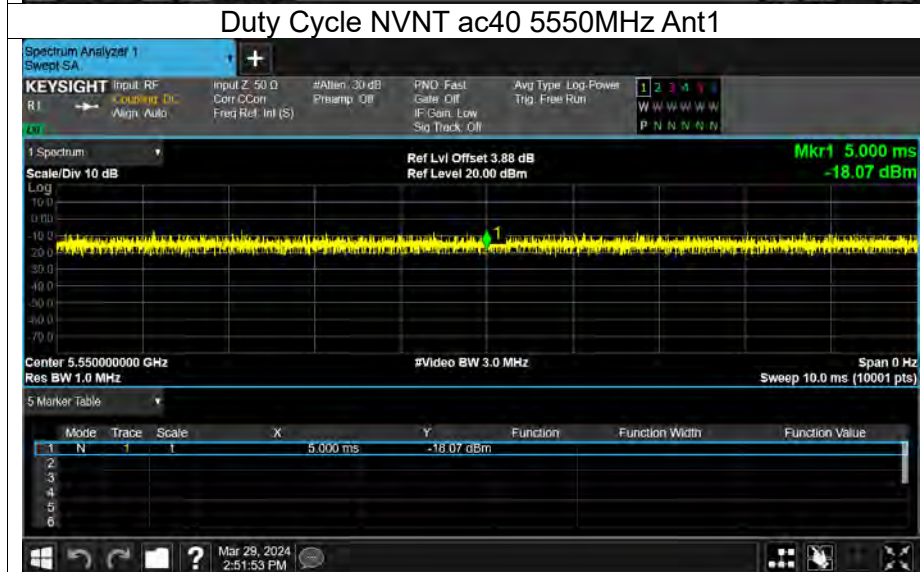 Duty Cycle NVNT ac40 5550MHz Ant1
Spectrum Analyzer 1
Swept SA
+
KEYSIGHT Input: RF Input Z: 50 Ω #Atten: 30 dB PNO: Fast Avg Type: Log-Power 1 2 3 4 5 6
R L Coupling: DC Corr CCorr Preamp: Off Gate: Off Trig: Free Run W W W W W W
Align: Auto Freq Ref: Int (S) IF Gain: Low P N N N N N
Sig Track: Off
1 Spectrum
Ref Lvl Offset 3.88 dB Mkr1 5.000 ms
Scale/Div 10 dB Ref Level 20.00 dBm -18.07 dBm
Log
10.0
0.00
-10.0
-20.0
-30.0
-40.0
-50.0
-60.0
-70.0
1
Center 5.550000000 GHz #Video BW 3.0 MHz Span 0 Hz
Res BW 1.0 MHz Sweep 10.0 ms (10001 pts)
5 Marker Table
Mode Trace Scale X Y Function Function Width Function Value
1 N 1 t 5.000 ms -18.07 dBm
2
3
4
5
6
? Mar 29, 2024
2:51:53 PM